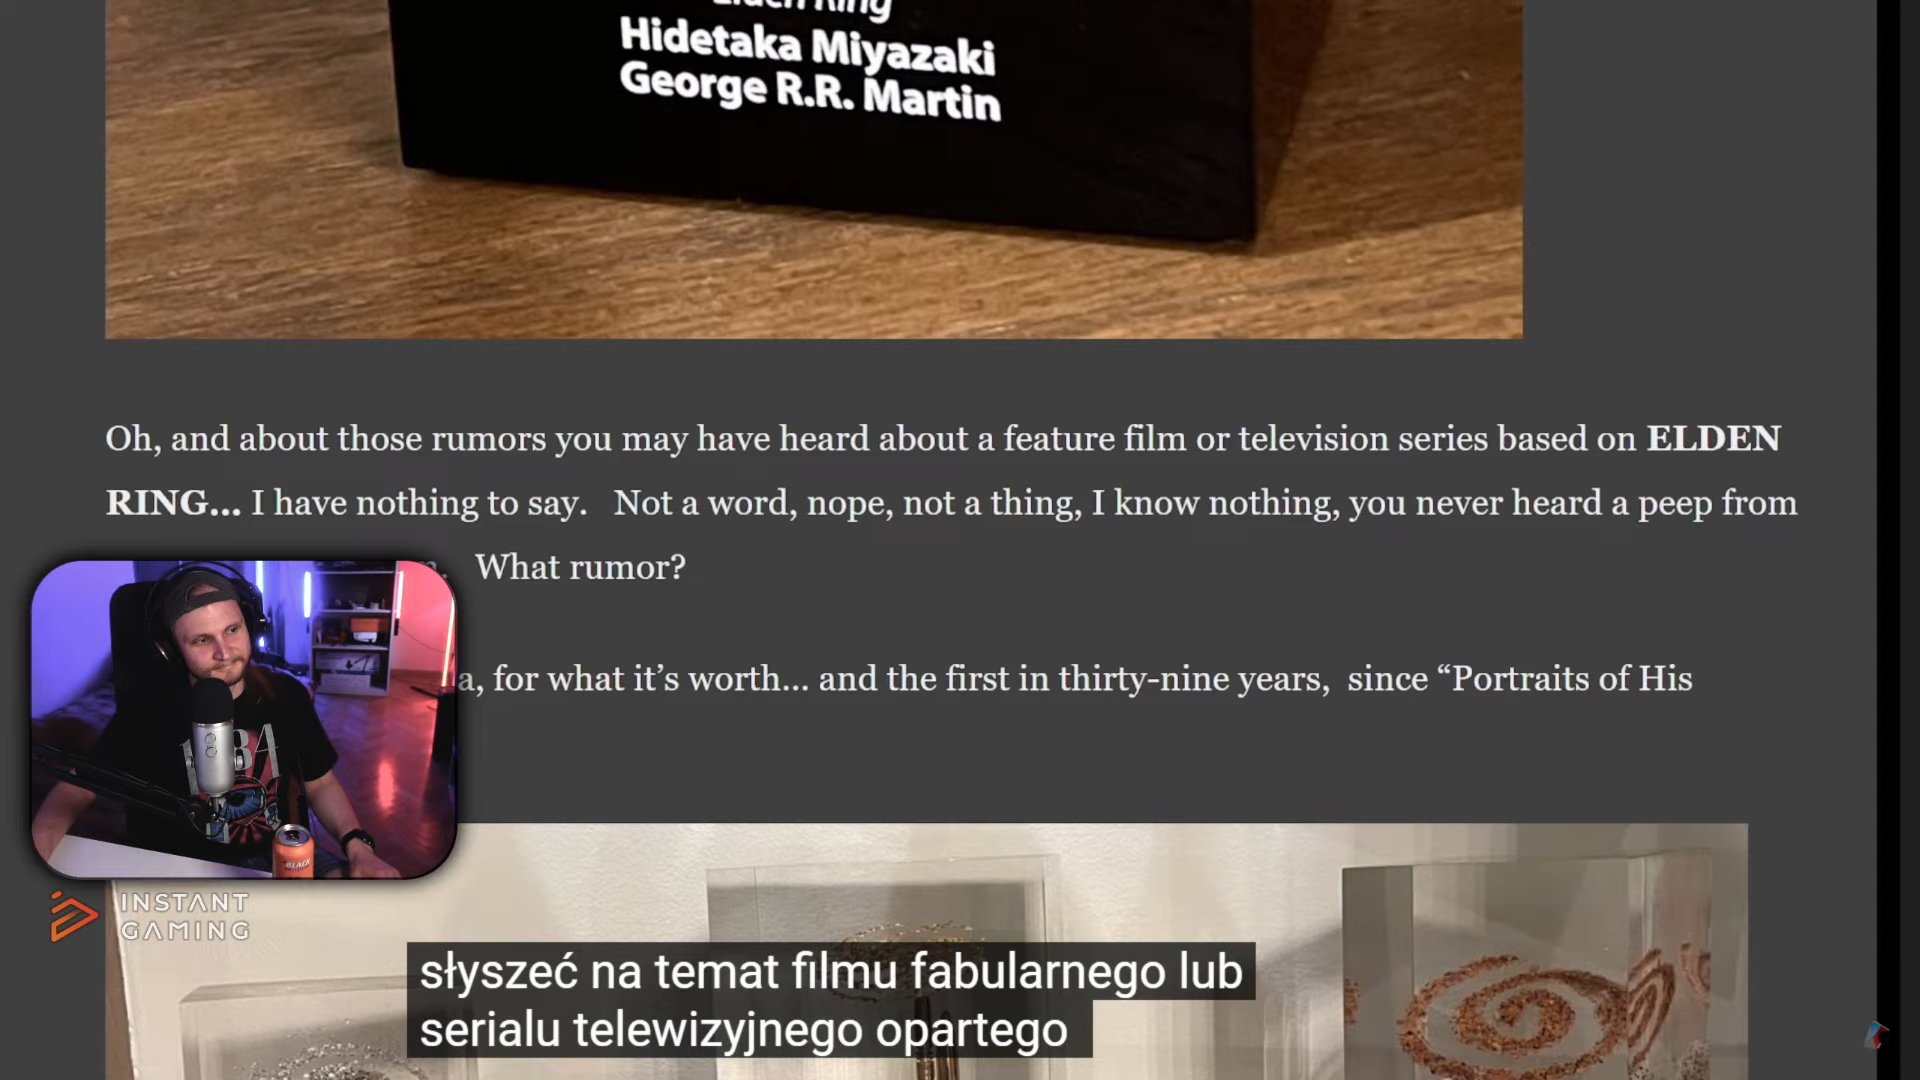 Elden Ring
Hidetaka Miyazaki
George R.R. Martin
Oh, and about those rumors you may have heard about a feature film or television series based on ELDEN
RING... I have nothing to say. Not a word, nope, not a thing, I know nothing, you never heard a peep from
What rumor?
a, for what it’s worth... and the first in thirty-nine years, since “Portraits of His
BLACK
INSTANT
GAMING
słyszeć na temat filmu fabularnego lub
serialu telewizyjnego opartego